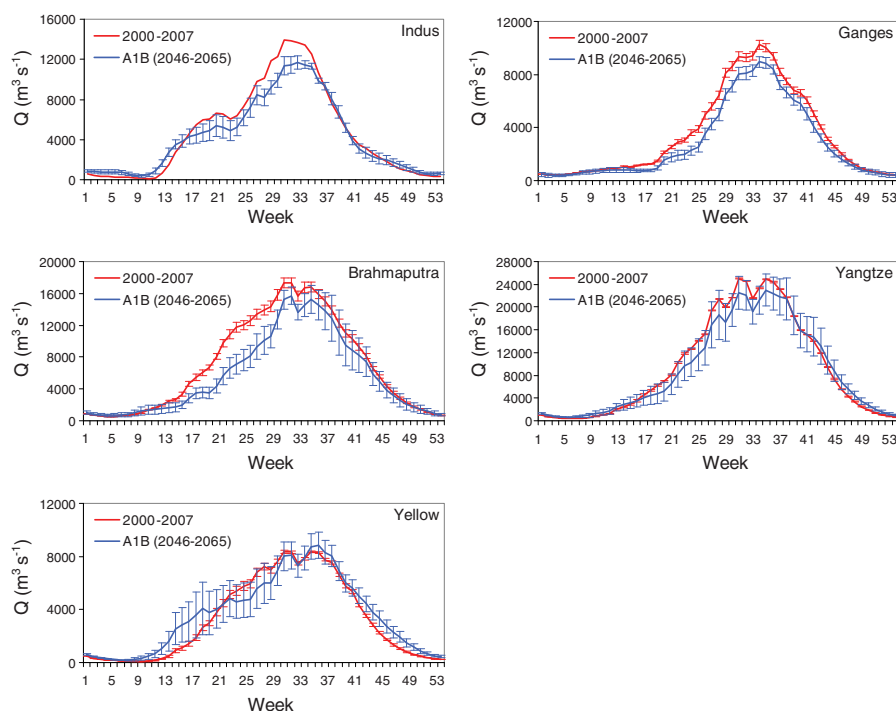 Indus
2000-2007
A1B (2046-2065)
Q (m³ s⁻¹)
16000
12000
8000
4000
0
1 5 9 13 17 21 25 29 33 37 41 45 49 53
Week
Ganges
2000-2007
A1B (2046-2065)
Q (m³ s⁻¹)
12000
8000
4000
0
1 5 9 13 17 21 25 29 33 37 41 45 49 53
Week
Brahmaputra
2000-2007
A1B (2046-2065)
Q (m³ s⁻¹)
20000
16000
12000
8000
4000
0
1 5 9 13 17 21 25 29 33 37 41 45 49 53
Week
Yangtze
2000-2007
A1B (2046-2065)
Q (m³ s⁻¹)
28000
24000
20000
16000
12000
8000
4000
0
1 5 9 13 17 21 25 29 33 37 41 45 49 53
Week
Yellow
2000-2007
A1B (2046-2065)
Q (m³ s⁻¹)
12000
8000
4000
0
1 5 9 13 17 21 25 29 33 37 41 45 49 53
Week